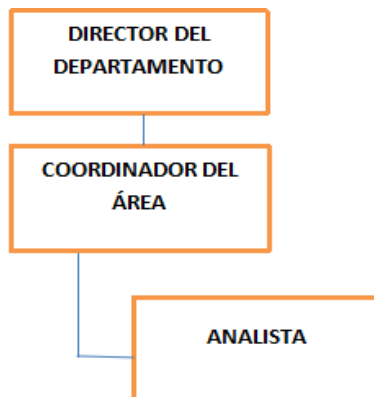 DIRECTOR DEL
DEPARTAMENTO
COORDINADOR DEL
ÁREA
ANALISTA